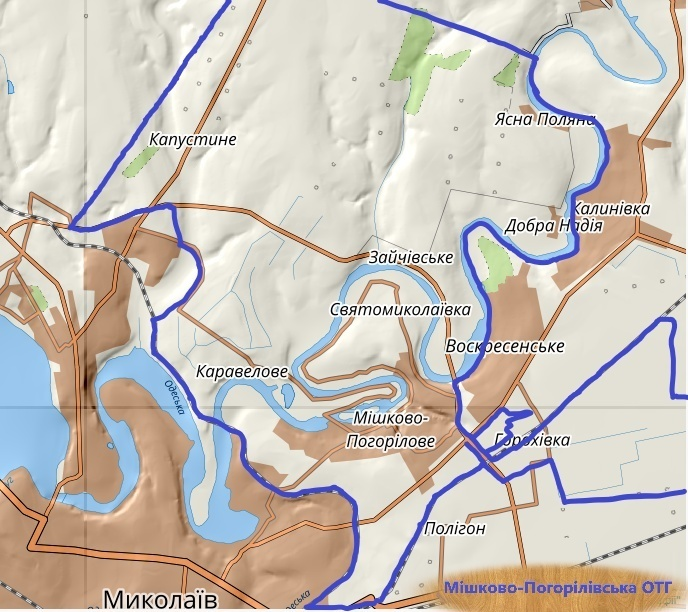 Ясна Поляна
Капустине
Калинівка
Добра Надія
Зайчівське
Святомиколаївка
Воскресенське
Каравелове
Одеська
Мішково-
Погорілове
Горохівка
Полігон
Мішково-Погорілівська ОТГ
Миколаїв